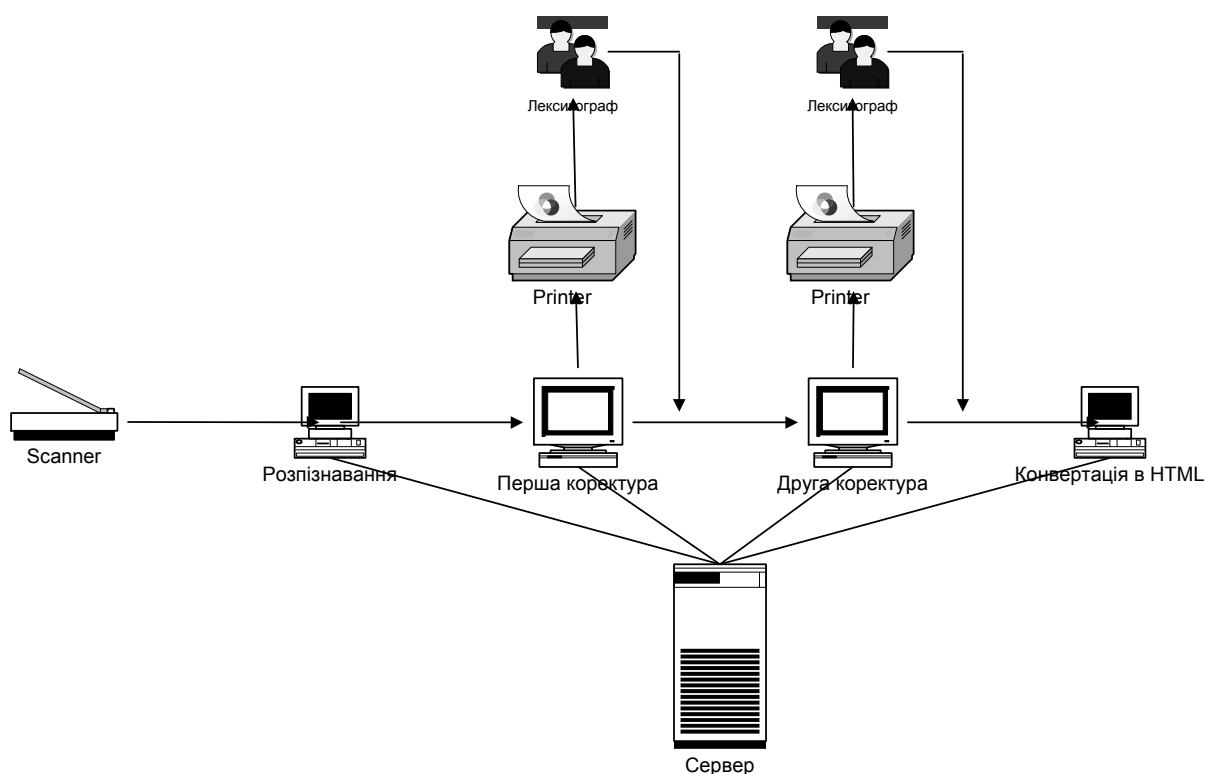 Лексикограф
Лексикограф
Printer
Printer
Scanner
Розпізнавання
Перша коректура
Друга коректура
Конвертація в HTML
Сервер